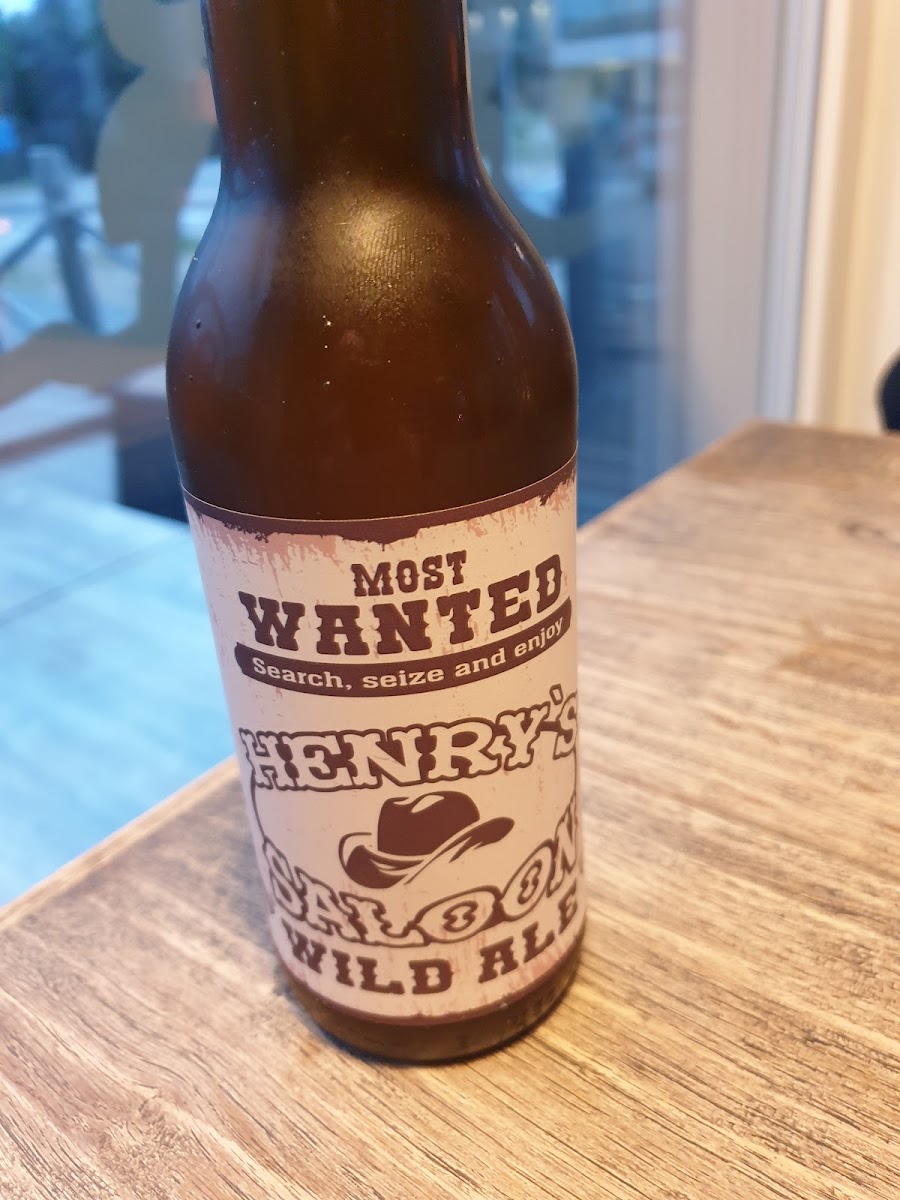 MOST
WANTED
Search, seize and enjoy
HENRY'S
SALOON
WILD ALE